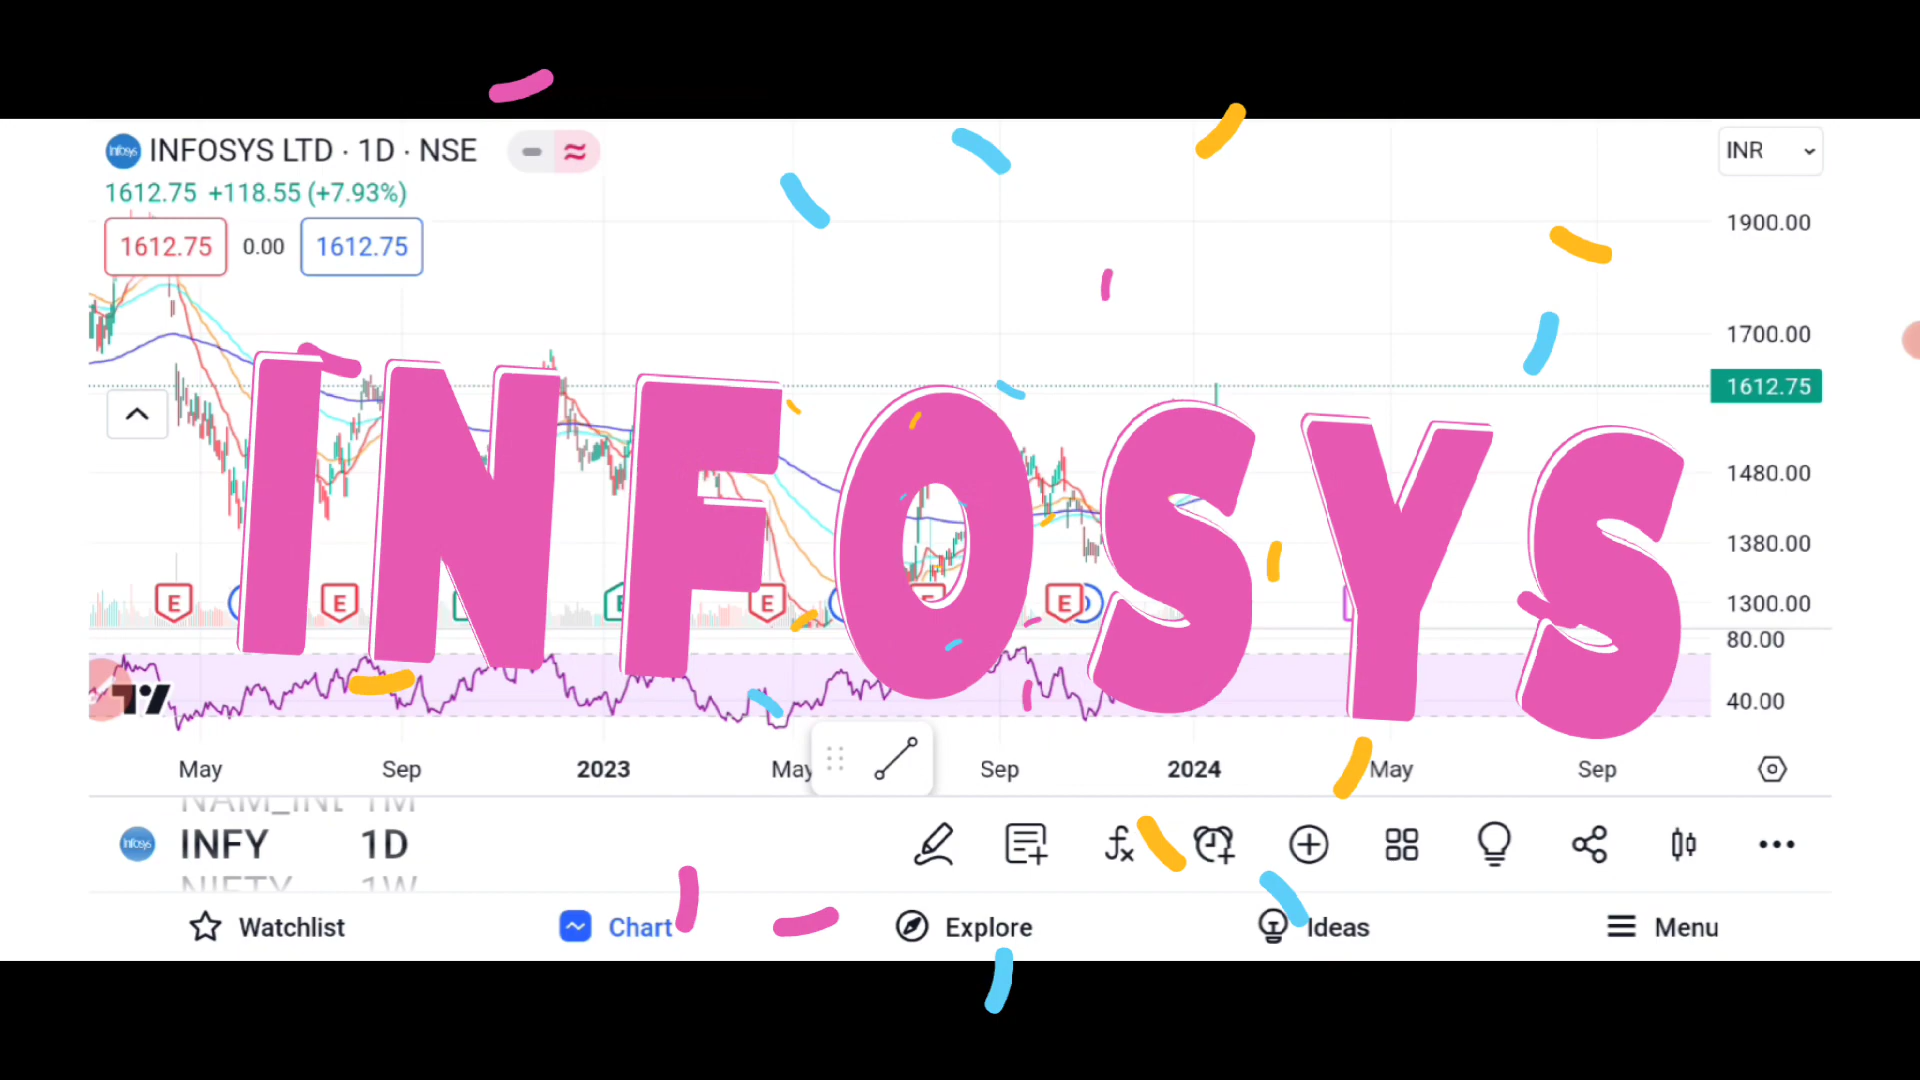 INFOSYS LTD · 1D · NSE
INR
1612.75 +118.55 (+7.93%)
1612.75 0.00 1612.75
1900.00
1700.00
1612.75
1480.00
1380.00
1300.00
80.00
40.00
INFOSYS
E E E E E
May Sep 2023 May Sep 2024 May Sep
INFY 1D
NIFTY 1W
Watchlist Chart Explore Ideas Menu